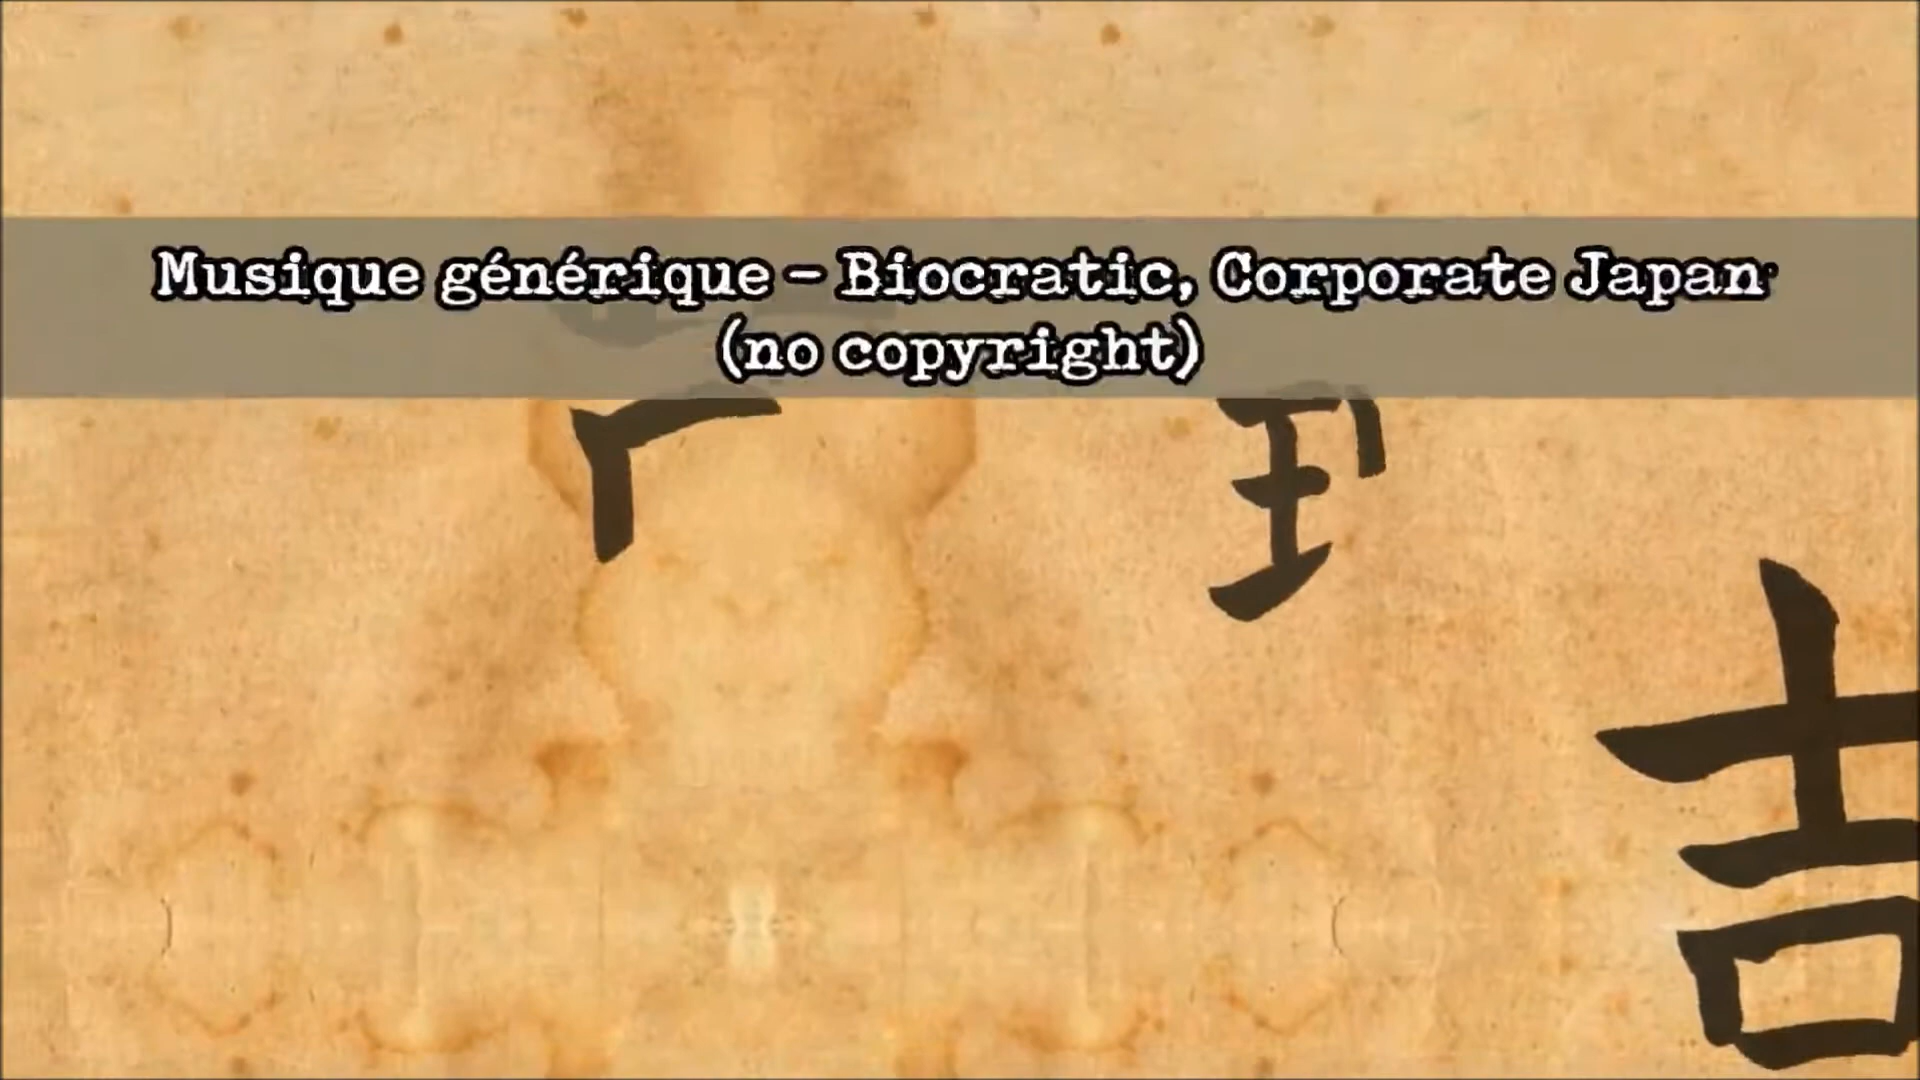 Musique générique - Biocratic, Corporate Japan
(no copyright)
吉